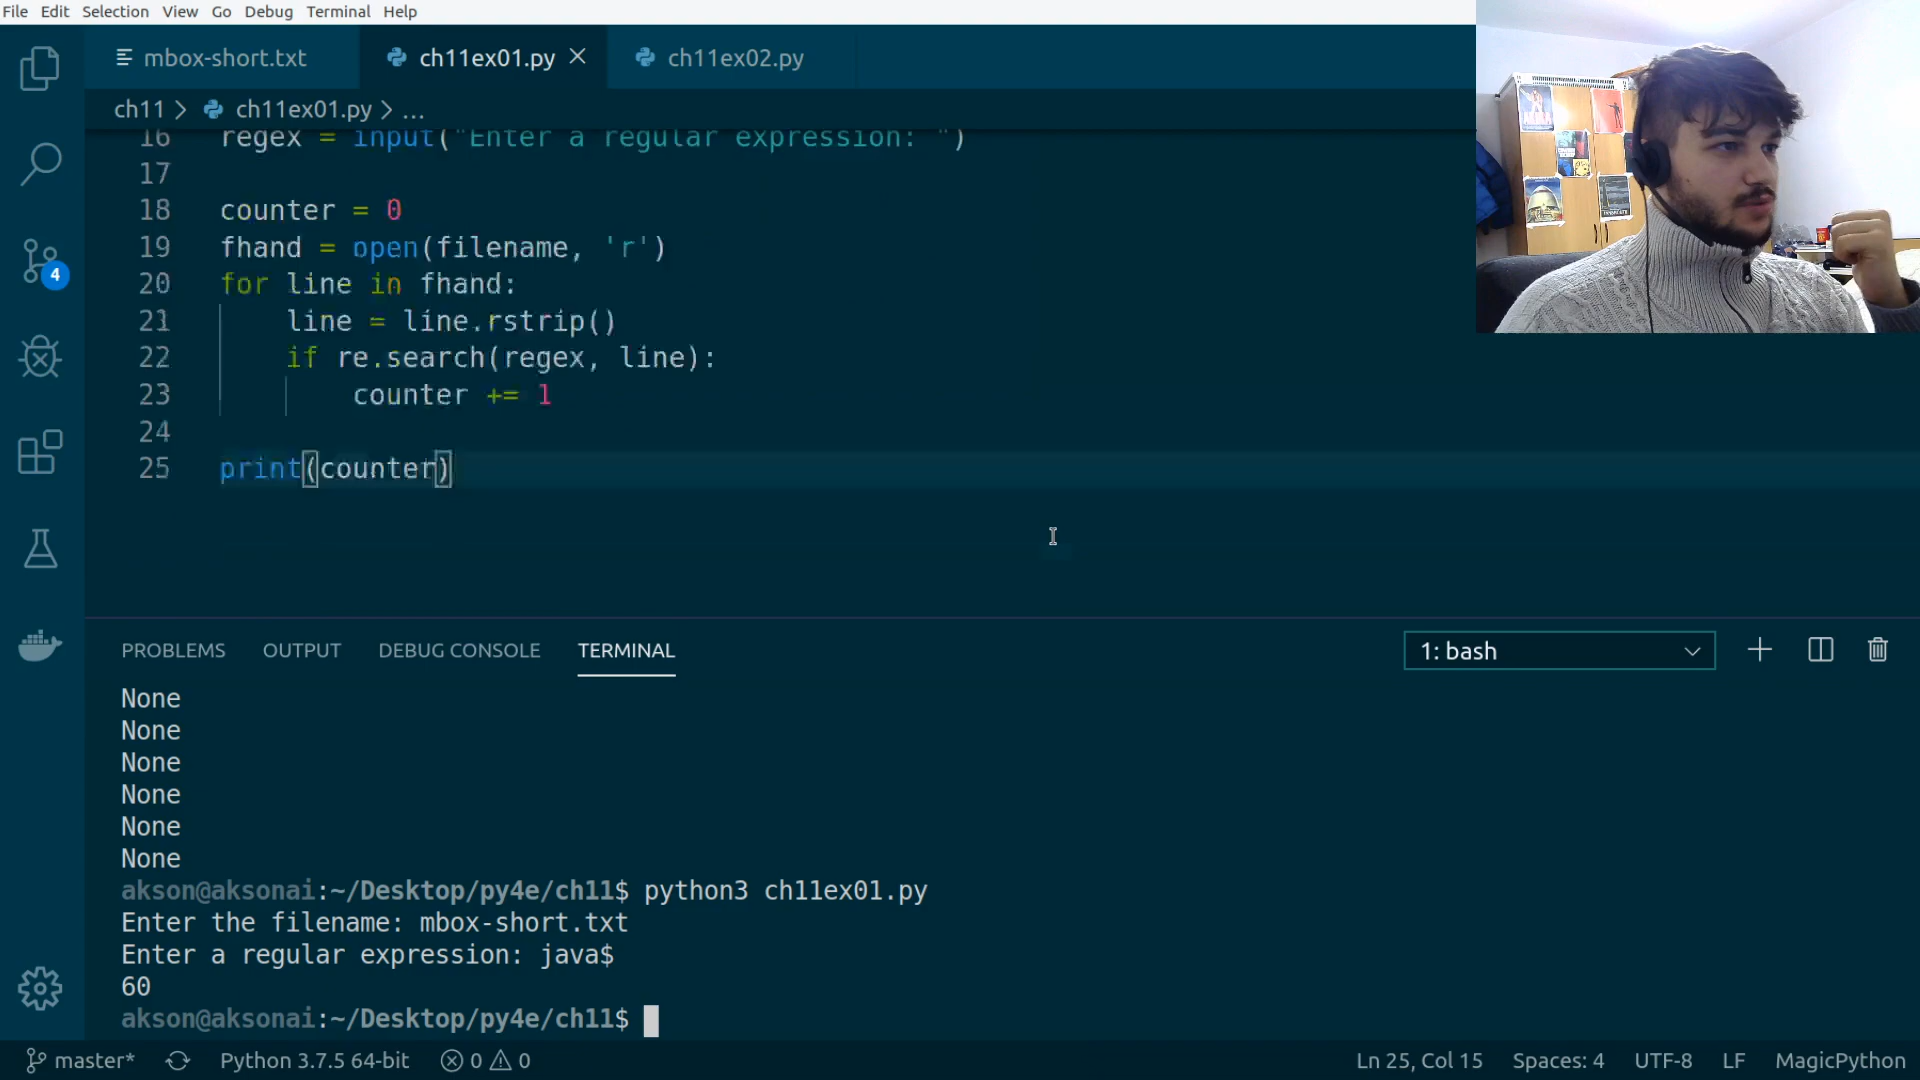 File Edit Selection View Go Debug Terminal Help
mbox-short.txt ch11ex01.py ch11ex02.py
ch11 > ch11ex01.py > ...
16 regex = input("Enter a regular expression: ")
17
18 counter = 0
19 fhand = open(filename, 'r')
20 for line in fhand:
21 line = line.rstrip()
22 if re.search(regex, line):
23 counter += 1
24
25 print(counter)
4
PROBLEMS OUTPUT DEBUG CONSOLE TERMINAL 1: bash
None
None
None
None
None
None
akson@aksonai:~/Desktop/py4e/ch11$ python3 ch11ex01.py
Enter the filename: mbox-short.txt
Enter a regular expression: java$
60
akson@aksonai:~/Desktop/py4e/ch11$
master* Python 3.7.5 64-bit 0 0 Ln 25, Col 15 Spaces: 4 UTF-8 LF MagicPython